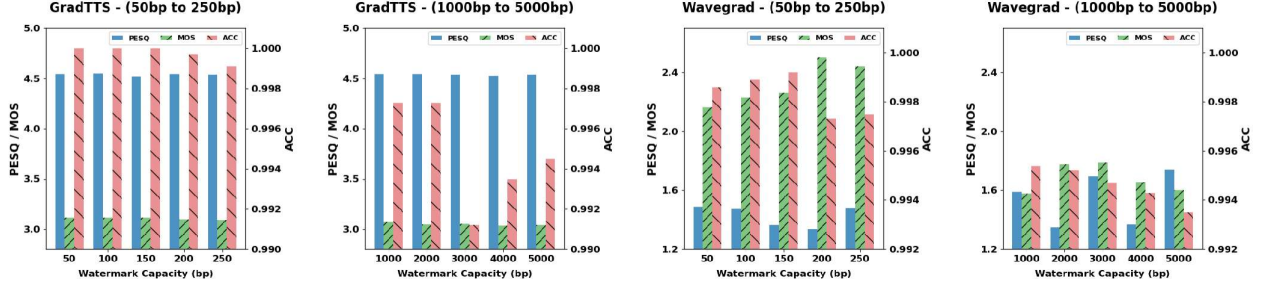 GradTTS - (50bp to 250bp)
PESQ MOS ACC
5.0
4.5
4.0
3.5
3.0
PESQ / MOS
1.000
0.998
0.996
0.994
0.992
0.990
ACC
50 100 150 200 250
Watermark Capacity (bp)
GradTTS - (1000bp to 5000bp)
PESQ MOS ACC
5.0
4.5
4.0
3.5
3.0
PESQ / MOS
1.000
0.998
0.996
0.994
0.992
0.990
ACC
1000 2000 3000 4000 5000
Watermark Capacity (bp)
Wavegrad - (50bp to 250bp)
PESQ MOS ACC
2.4
2.0
1.6
1.2
PESQ / MOS
1.000
0.998
0.996
0.994
0.992
ACC
50 100 150 200 250
Watermark Capacity (bp)
Wavegrad - (1000bp to 5000bp)
PESQ MOS ACC
2.4
2.0
1.6
1.2
PESQ / MOS
1.000
0.998
0.996
0.994
0.992
ACC
1000 2000 3000 4000 5000
Watermark Capacity (bp)